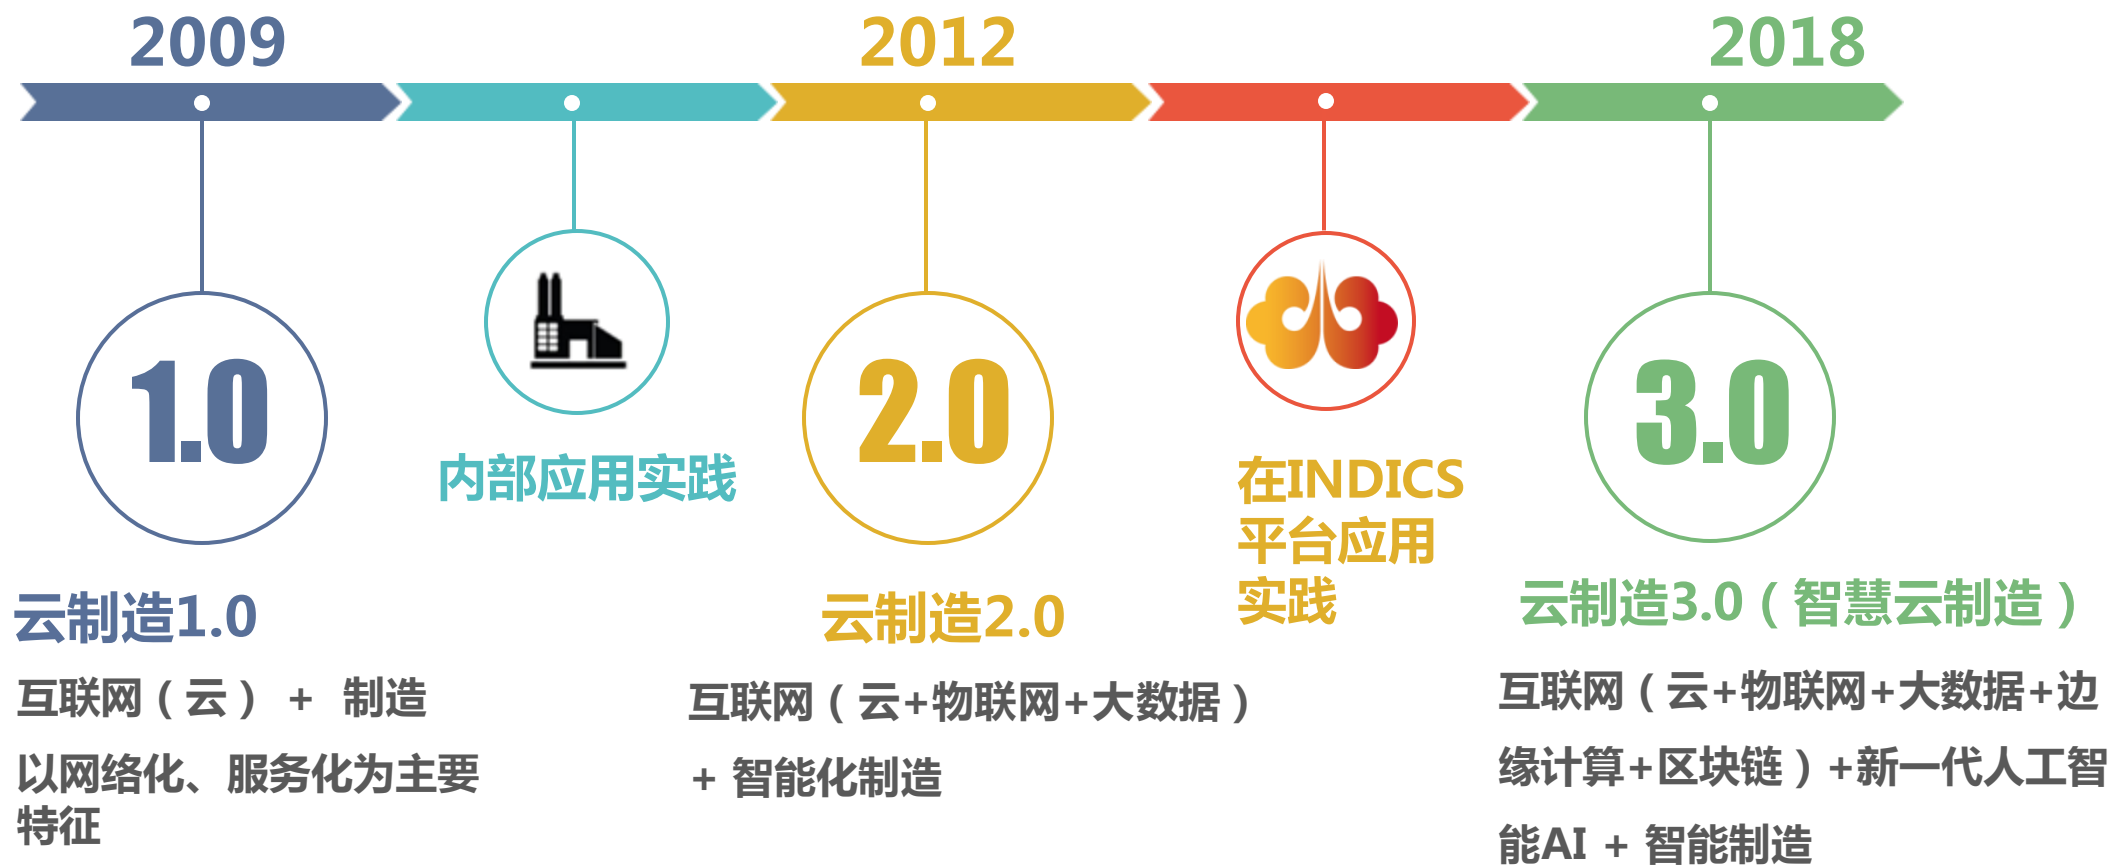 2009
2012
2018
1.0
2.0
3.0
内部应用实践
在INDICS
平台应用
实践
云制造1.0
互联网（云） + 制造
以网络化、服务化为主要
特征
云制造2.0
互联网（云+物联网+大数据）
+ 智能化制造
云制造3.0（智慧云制造）
互联网（云+物联网+大数据+边
缘计算+区块链）+新一代人工智
能AI + 智能制造